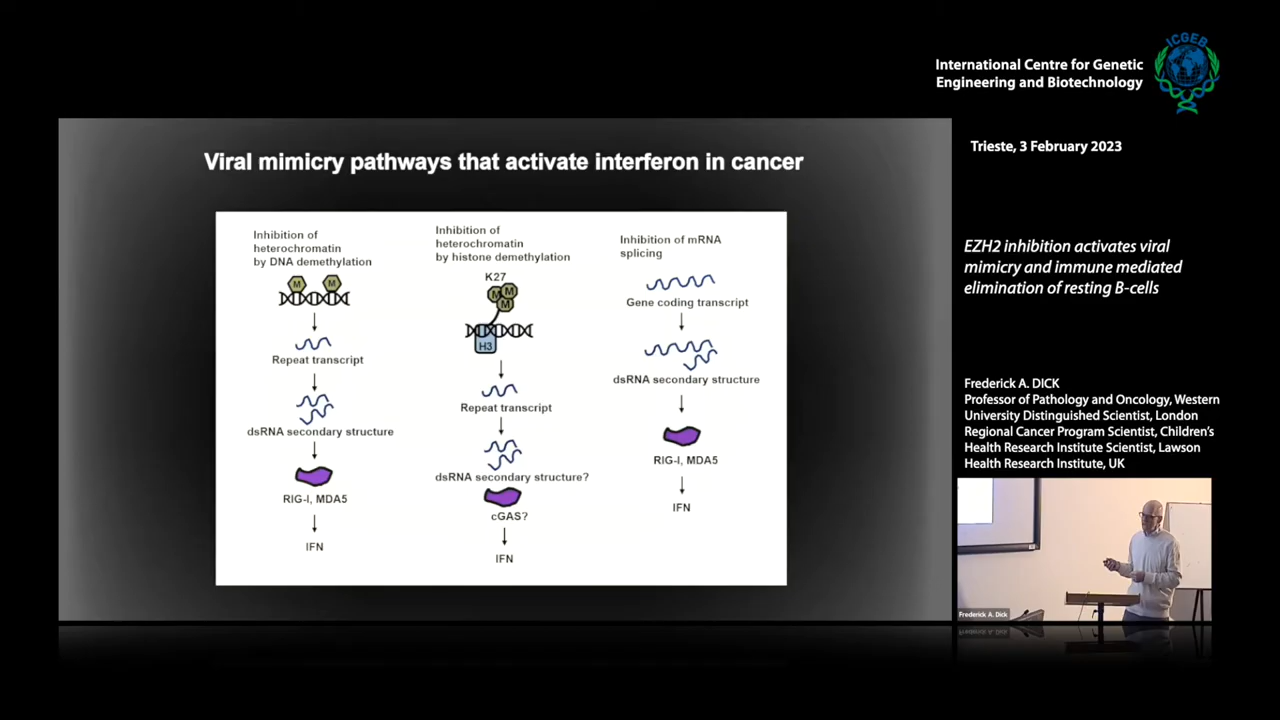 ICGEB
International Centre for Genetic
Engineering and Biotechnology
Trieste, 3 February 2023
Viral mimicry pathways that activate interferon in cancer
Inhibition of
heterochromatin
by DNA demethylation
M M
Repeat transcript
dsRNA secondary structure
RIG-I, MDA5
IFN
Inhibition of
heterochromatin
by histone demethylation
K27
M M
M
H3
Repeat transcript
dsRNA secondary structure?
cGAS?
IFN
Inhibition of mRNA
splicing
Gene coding transcript
dsRNA secondary structure
RIG-I, MDA5
IFN
EZH2 inhibition activates viral
mimicry and immune mediated
elimination of resting B-cells
Frederick A. DICK
Professor of Pathology and Oncology, Western
University Distinguished Scientist, London
Regional Cancer Program Scientist, Children's
Health Research Institute Scientist, Lawson
Health Research Institute, UK
Frederick A. Dick